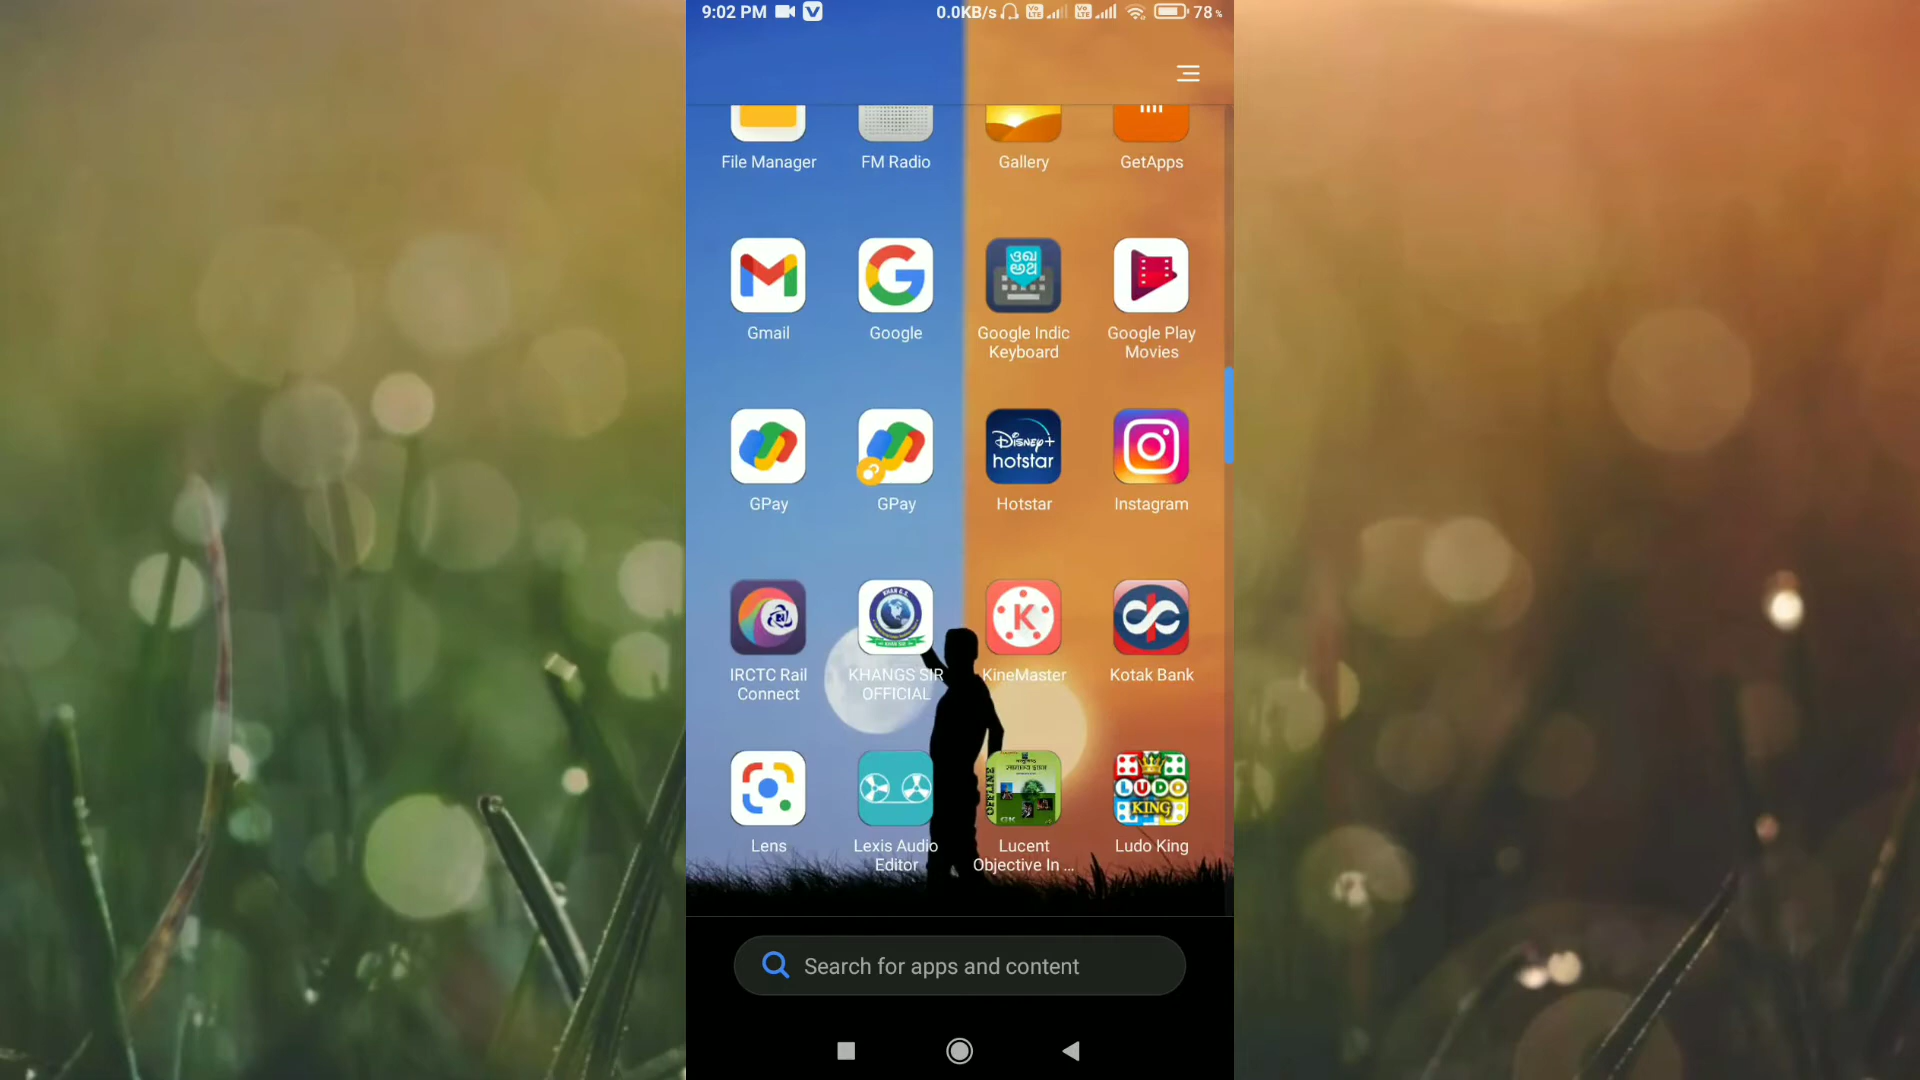 9:02 PM
0.0KB/s
78%
File Manager
FM Radio
Gallery
GetApps
Gmail
Google
Google Indic
Keyboard
Google Play
Movies
GPay
GPay
Disney+
hotstar
Hotstar
Instagram
IRCTC Rail
Connect
KHANGS SIR
OFFICIAL
K
KineMaster
Kotak Bank
Lens
Lexis Audio
Editor
Lucent
Objective In ...
LUDO
KING
Ludo King
Search for apps and content